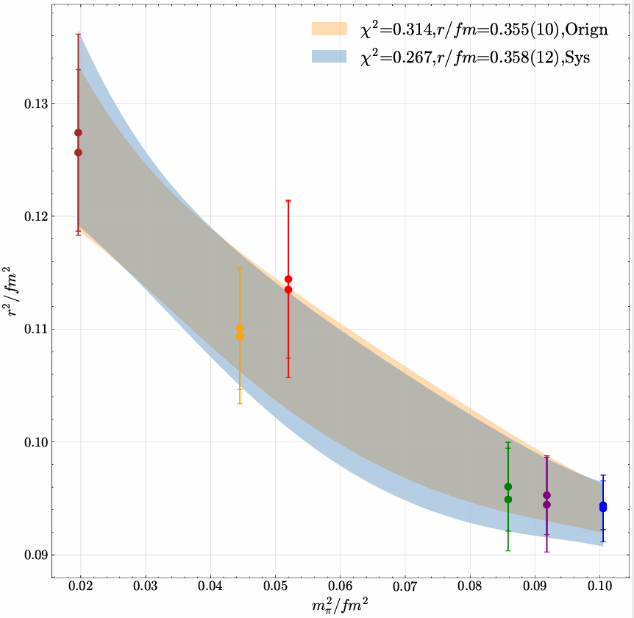 χ²=0.314,r/fm=0.355(10),Orign
χ²=0.267,r/fm=0.358(12),Sys
0.13
0.12
0.11
0.10
0.09
r²/fm²
0.02 0.03 0.04 0.05 0.06 0.07 0.08 0.09 0.10
m²_π/fm²